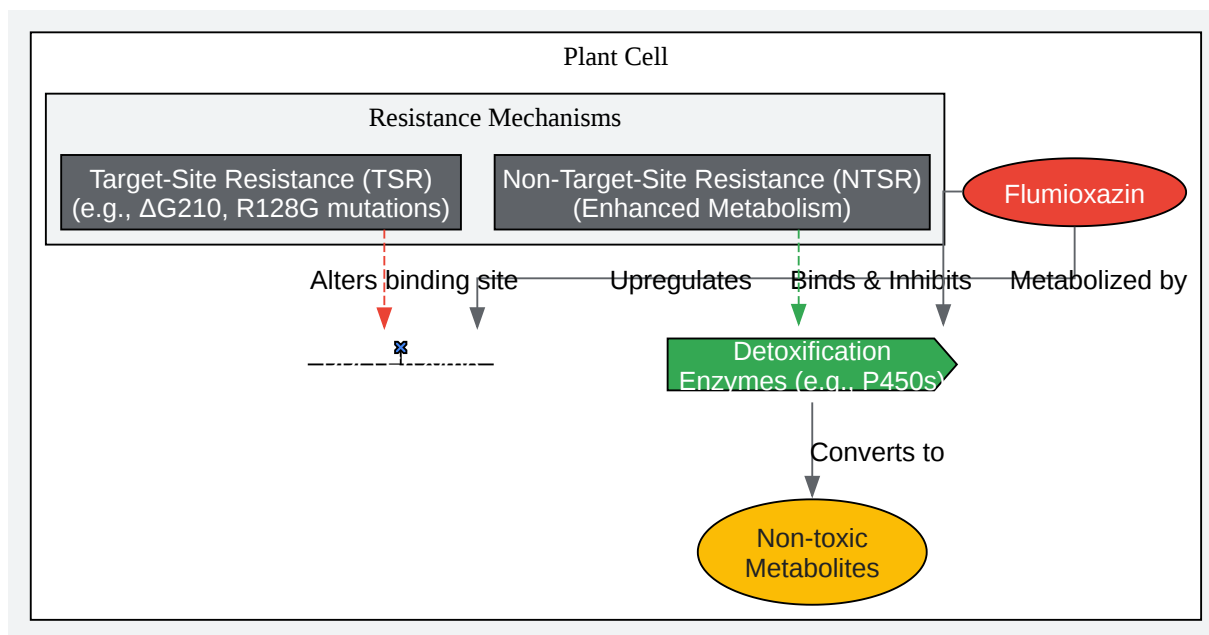 Plant Cell
Resistance Mechanisms
Target-Site Resistance (TSR)
(e.g., ΔG210, R128G mutations)
Non-Target-Site Resistance (NTSR)
(Enhanced Metabolism)
Flumioxazin
Alters binding site
Upregulates
Binds & Inhibits
Metabolized by
Detoxification
Enzymes (e.g., P450s)
Converts to
Non-toxic
Metabolites